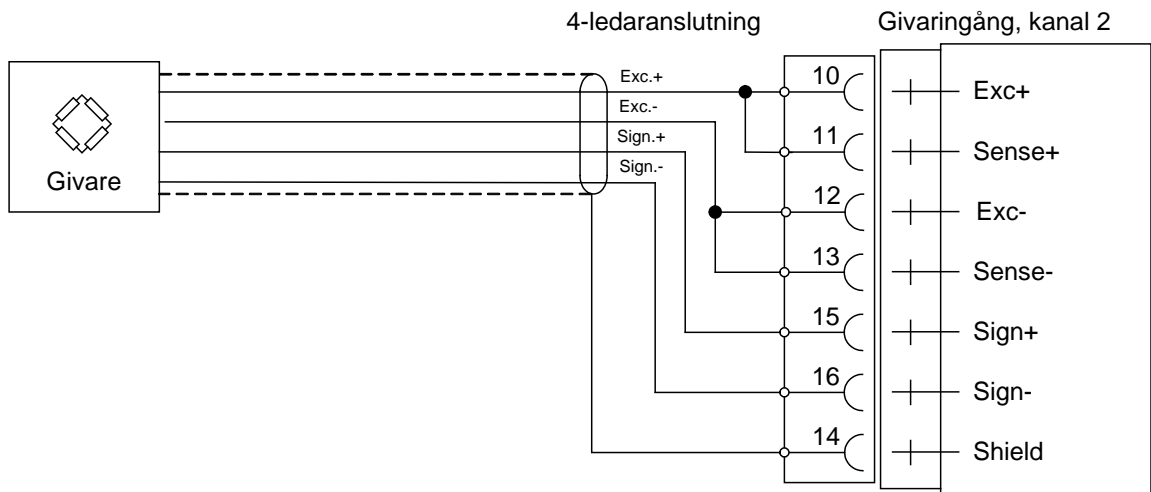 4-ledaranslutning
Givaringång, kanal 2
Givare
Exc.+
Exc.-
Sign.+
Sign.-
10
Exc+
11
Sense+
12
Exc-
13
Sense-
15
Sign+
16
Sign-
14
Shield